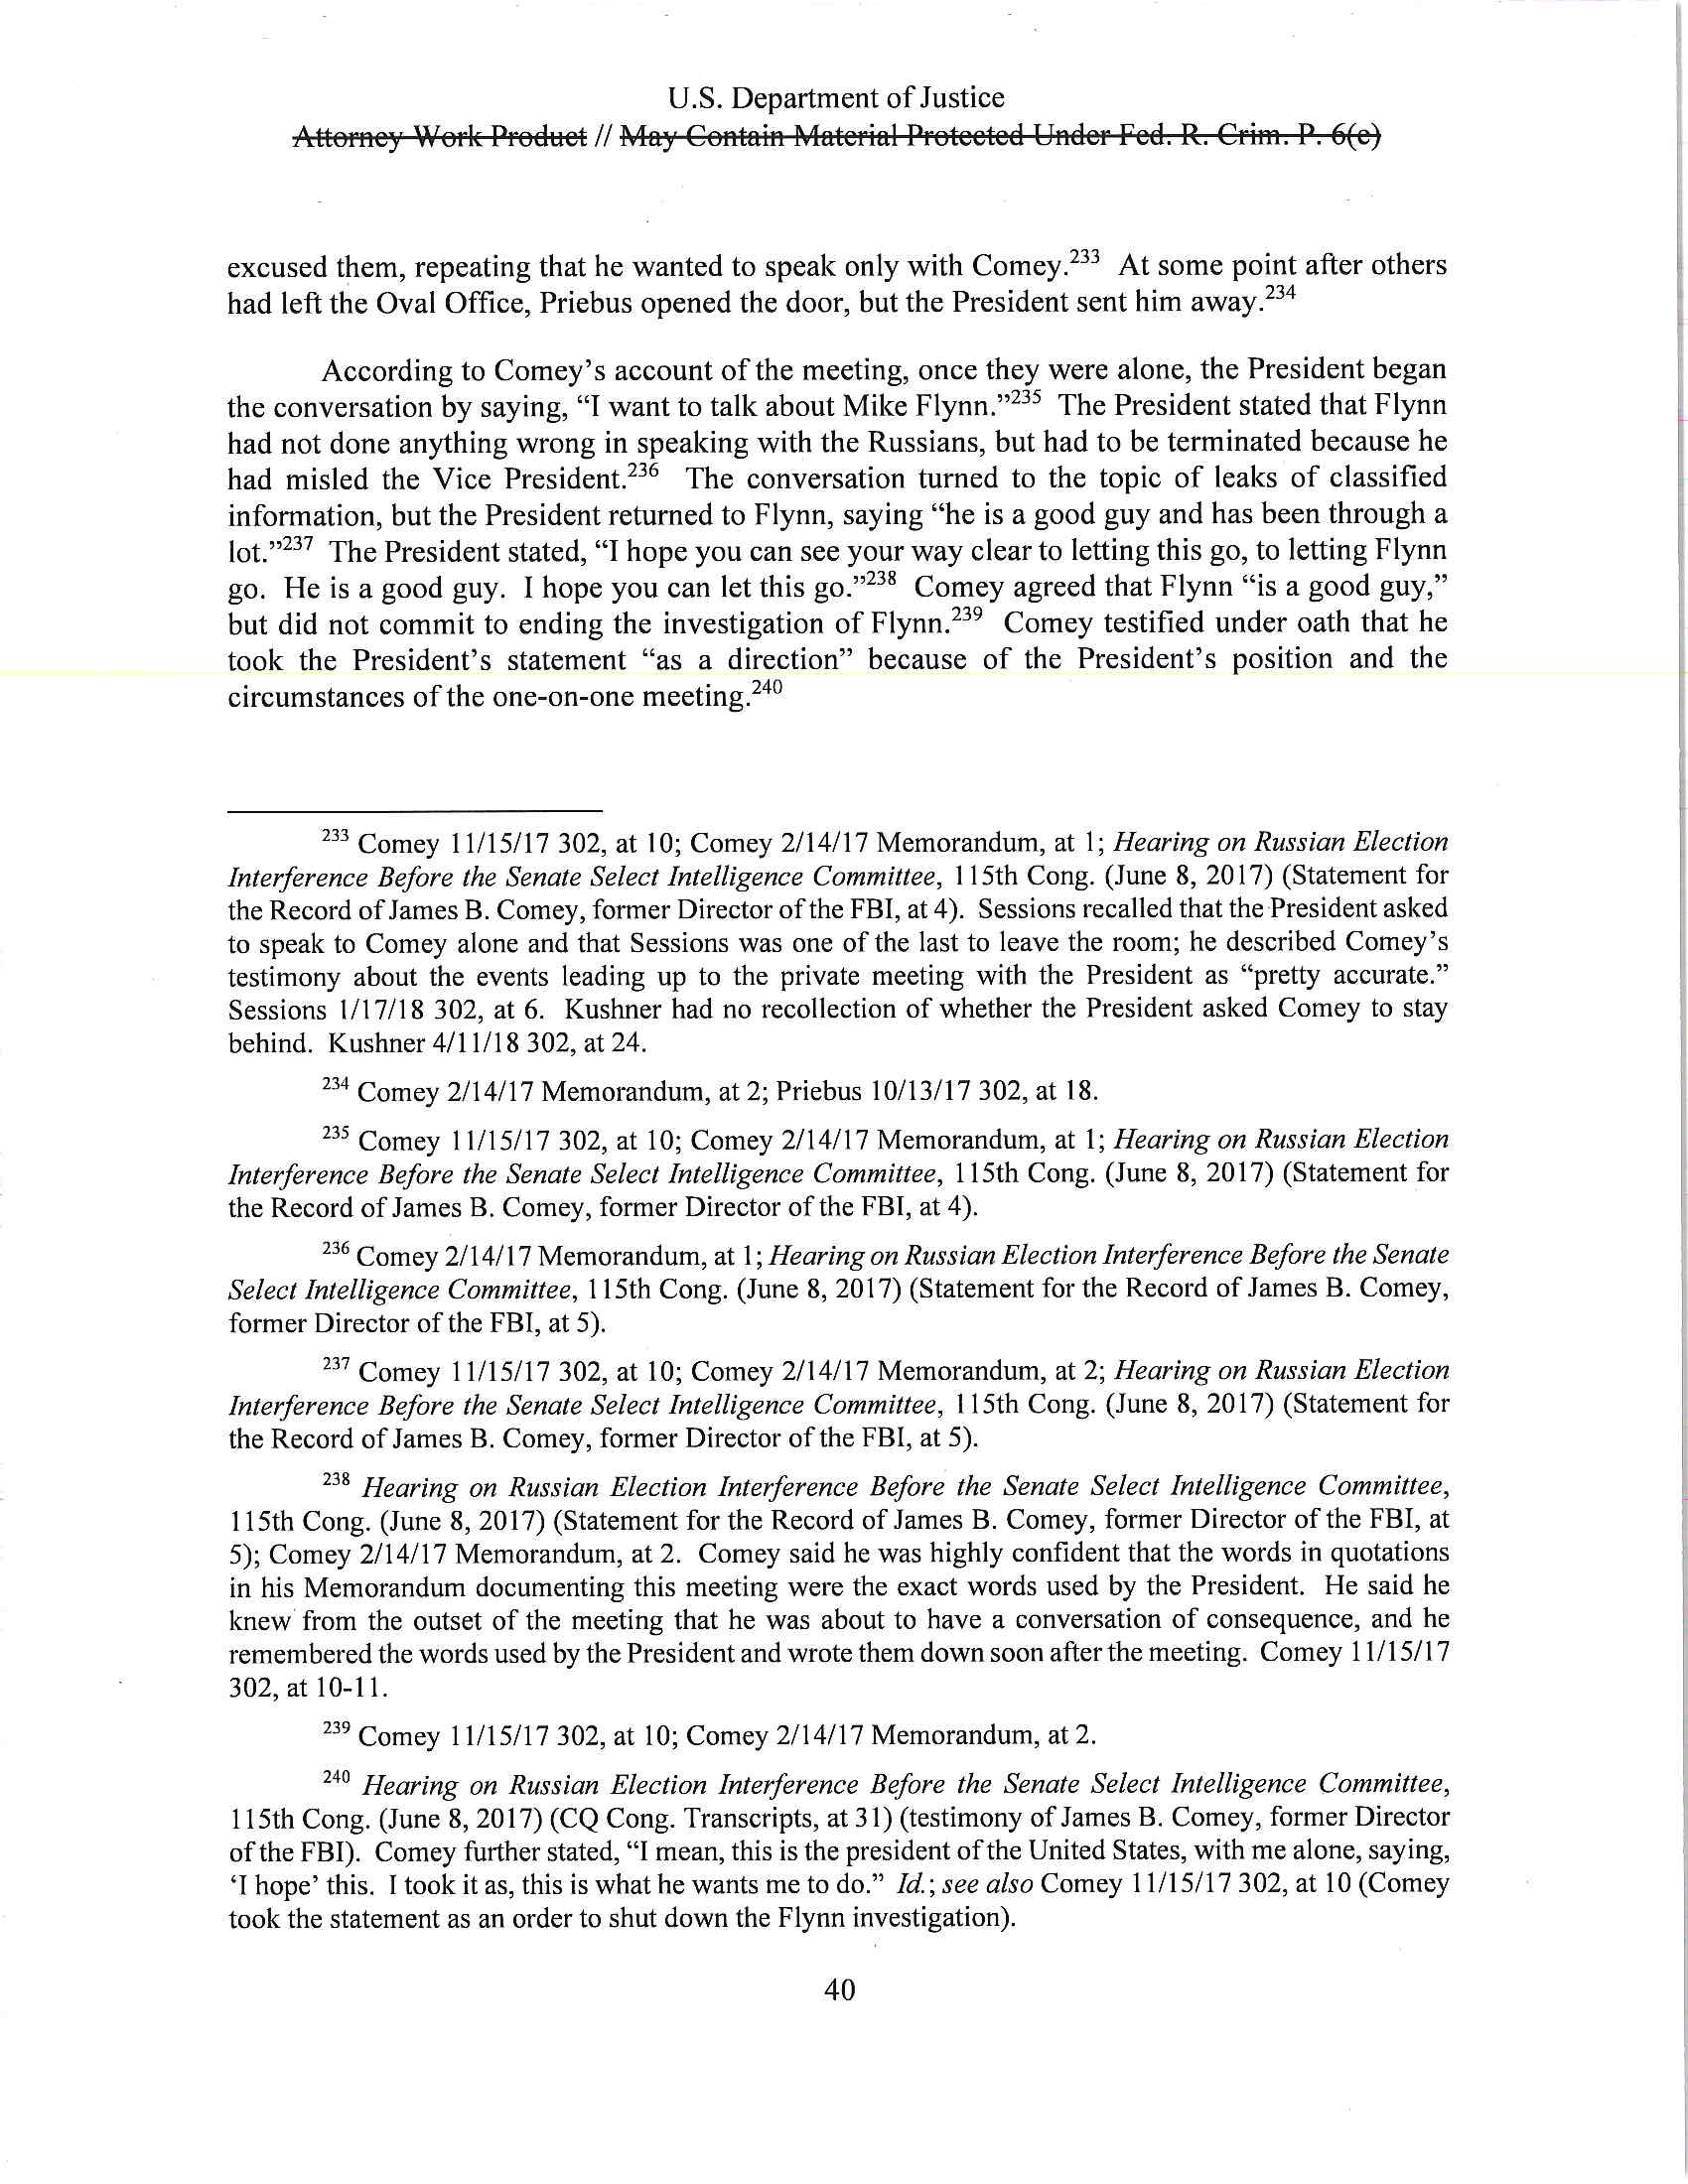 U.S. Department of Justice
Attorney Work Product // May Contain Material Protected Under Fed. R. Crim. P. 6(e)
excused them, repeating that he wanted to speak only with Comey.233 At some point after others
had left the Oval Office, Priebus opened the door, but the President sent him away.234
According to Comey's account of the meeting, once they were alone, the President began
the conversation by saying, “I want to talk about Mike Flynn.”235 The President stated that Flynn
had not done anything wrong in speaking with the Russians, but had to be terminated because he
had misled the Vice President.236 The conversation turned to the topic of leaks of classified
information, but the President returned to Flynn, saying “he is a good guy and has been through a
lot.”237 The President stated, “I hope you can see your way clear to letting this go, to letting Flynn
go. He is a good guy. I hope you can let this go.”238 Comey agreed that Flynn “is a good guy,”
but did not commit to ending the investigation of Flynn.239 Comey testified under oath that he
took the President's statement “as a direction” because of the President's position and the
circumstances of the one-on-one meeting.240
233 Comey 11/15/17 302, at 10; Comey 2/14/17 Memorandum, at 1; Hearing on Russian Election
Interference Before the Senate Select Intelligence Committee, 115th Cong. (June 8, 2017) (Statement for
the Record of James B. Comey, former Director of the FBI, at 4). Sessions recalled that the President asked
to speak to Comey alone and that Sessions was one of the last to leave the room; he described Comey's
testimony about the events leading up to the private meeting with the President as “pretty accurate.”
Sessions 1/17/18 302, at 6. Kushner had no recollection of whether the President asked Comey to stay
behind. Kushner 4/11/18 302, at 24.
234 Comey 2/14/17 Memorandum, at 2; Priebus 10/13/17 302, at 18.
235 Comey 11/15/17 302, at 10; Comey 2/14/17 Memorandum, at 1; Hearing on Russian Election
Interference Before the Senate Select Intelligence Committee, 115th Cong. (June 8, 2017) (Statement for
the Record of James B. Comey, former Director of the FBI, at 4).
236 Comey 2/14/17 Memorandum, at 1; Hearing on Russian Election Interference Before the Senate
Select Intelligence Committee, 115th Cong. (June 8, 2017) (Statement for the Record of James B. Comey,
former Director of the FBI, at 5).
237 Comey 11/15/17 302, at 10; Comey 2/14/17 Memorandum, at 2; Hearing on Russian Election
Interference Before the Senate Select Intelligence Committee, 115th Cong. (June 8, 2017) (Statement for
the Record of James B. Comey, former Director of the FBI, at 5).
238 Hearing on Russian Election Interference Before the Senate Select Intelligence Committee,
115th Cong. (June 8, 2017) (Statement for the Record of James B. Comey, former Director of the FBI, at
5); Comey 2/14/17 Memorandum, at 2. Comey said he was highly confident that the words in quotations
in his Memorandum documenting this meeting were the exact words used by the President. He said he
knew from the outset of the meeting that he was about to have a conversation of consequence, and he
remembered the words used by the President and wrote them down soon after the meeting. Comey 11/15/17
302, at 10-11.
239 Comey 11/15/17 302, at 10; Comey 2/14/17 Memorandum, at 2.
240 Hearing on Russian Election Interference Before the Senate Select Intelligence Committee,
115th Cong. (June 8, 2017) (CQ Cong. Transcripts, at 31) (testimony of James B. Comey, former Director
of the FBI). Comey further stated, “I mean, this is the president of the United States, with me alone, saying,
‘I hope’ this. I took it as, this is what he wants me to do.” Id.; see also Comey 11/15/17 302, at 10 (Comey
took the statement as an order to shut down the Flynn investigation).
40